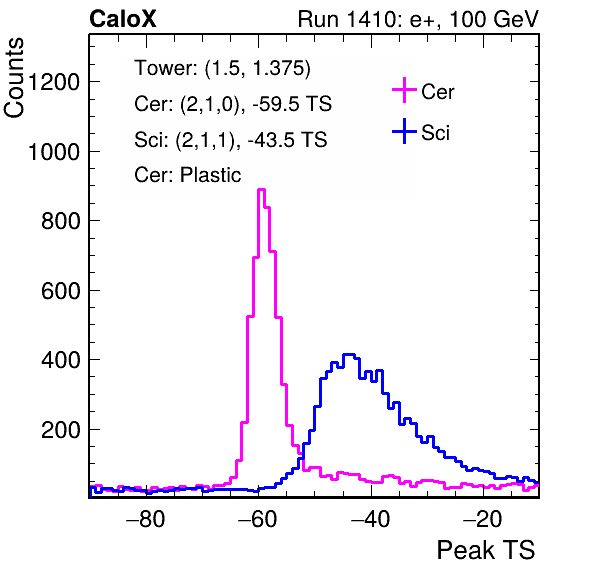 CaloX Run 1410: e+, 100 GeV
Counts
Tower: (1.5, 1.375)
Cer: (2,1,0), -59.5 TS
Sci: (2,1,1), -43.5 TS
Cer: Plastic
Cer
Sci
1200
1000
800
600
400
200
−80 −60 −40 −20
Peak TS